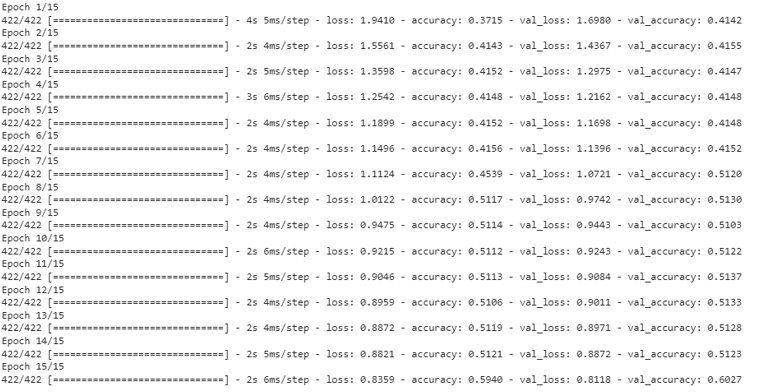 Epoch 1/15
422/422 [==============================] - 4s 5ms/step - loss: 1.9410 - accuracy: 0.3715 - val_loss: 1.6980 - val_accuracy: 0.4142
Epoch 2/15
422/422 [==============================] - 2s 4ms/step - loss: 1.5561 - accuracy: 0.4143 - val_loss: 1.4367 - val_accuracy: 0.4155
Epoch 3/15
422/422 [==============================] - 2s 5ms/step - loss: 1.3598 - accuracy: 0.4152 - val_loss: 1.2975 - val_accuracy: 0.4147
Epoch 4/15
422/422 [==============================] - 3s 6ms/step - loss: 1.2542 - accuracy: 0.4148 - val_loss: 1.2162 - val_accuracy: 0.4148
Epoch 5/15
422/422 [==============================] - 2s 4ms/step - loss: 1.1899 - accuracy: 0.4152 - val_loss: 1.1698 - val_accuracy: 0.4148
Epoch 6/15
422/422 [==============================] - 2s 4ms/step - loss: 1.1496 - accuracy: 0.4156 - val_loss: 1.1396 - val_accuracy: 0.4152
Epoch 7/15
422/422 [==============================] - 2s 4ms/step - loss: 1.1124 - accuracy: 0.4539 - val_loss: 1.0721 - val_accuracy: 0.5120
Epoch 8/15
422/422 [==============================] - 2s 4ms/step - loss: 1.0122 - accuracy: 0.5117 - val_loss: 0.9742 - val_accuracy: 0.5130
Epoch 9/15
422/422 [==============================] - 2s 4ms/step - loss: 0.9475 - accuracy: 0.5114 - val_loss: 0.9443 - val_accuracy: 0.5103
Epoch 10/15
422/422 [==============================] - 2s 6ms/step - loss: 0.9215 - accuracy: 0.5112 - val_loss: 0.9243 - val_accuracy: 0.5122
Epoch 11/15
422/422 [==============================] - 2s 5ms/step - loss: 0.9046 - accuracy: 0.5113 - val_loss: 0.9084 - val_accuracy: 0.5137
Epoch 12/15
422/422 [==============================] - 2s 4ms/step - loss: 0.8959 - accuracy: 0.5106 - val_loss: 0.9011 - val_accuracy: 0.5133
Epoch 13/15
422/422 [==============================] - 2s 4ms/step - loss: 0.8872 - accuracy: 0.5119 - val_loss: 0.8971 - val_accuracy: 0.5128
Epoch 14/15
422/422 [==============================] - 2s 5ms/step - loss: 0.8821 - accuracy: 0.5121 - val_loss: 0.8872 - val_accuracy: 0.5123
Epoch 15/15
422/422 [==============================] - 2s 6ms/step - loss: 0.8359 - accuracy: 0.5940 - val_loss: 0.8118 - val_accuracy: 0.6027